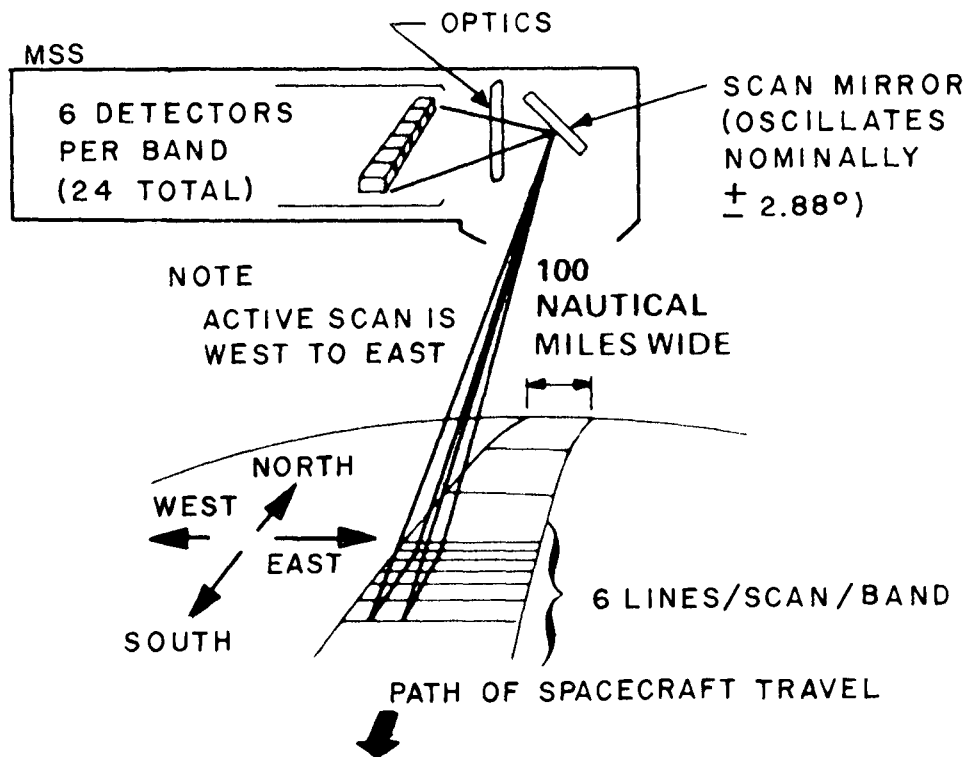 OPTICS
MSS
6 DETECTORS
PER BAND
(24 TOTAL)
SCAN MIRROR
(OSCILLATES
NOMINALLY
± 2.88°)
NOTE
ACTIVE SCAN IS
WEST TO EAST
100
NAUTICAL
MILES WIDE
NORTH
WEST
EAST
SOUTH
6 LINES/SCAN/BAND
PATH OF SPACECRAFT TRAVEL